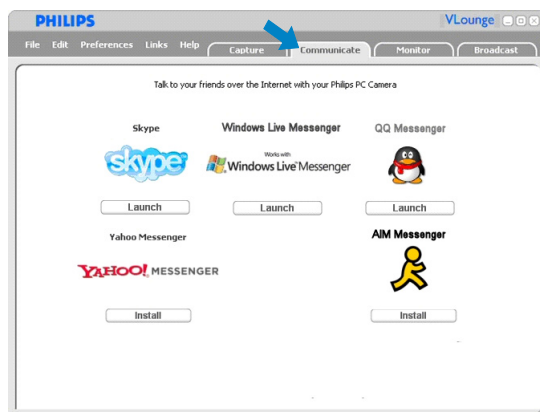 PHILIPS
VLounge
File Edit Preferences Links Help Capture Communicate Monitor Broadcast
Talk to your friends over the Internet with your Philips PC Camera
Skype Windows Live Messenger QQ Messenger
skype
Works with
Windows Live Messenger
Launch Launch Launch
Yahoo Messenger AIM Messenger
YAHOO! MESSENGER
Install Install